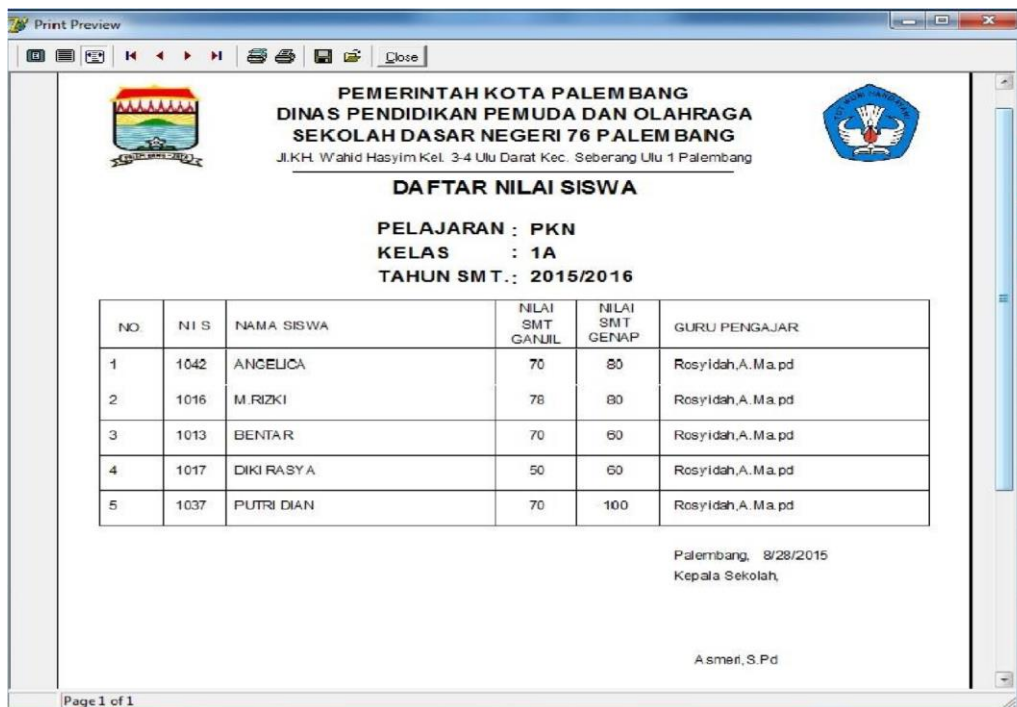 Print Preview
Close
PEMERINTAH KOTA PALEMBANG
DINAS PENDIDIKAN PEMUDA DAN OLAHRAGA
SEKOLAH DASAR NEGERI 76 PALEMBANG
Jl.KH. Wahid Hasyim Kel. 3-4 Ulu Darat Kec. Seberang Ulu 1 Palembang
DAFTAR NILAI SISWA
PELAJARAN : PKN
KELAS : 1A
TAHUN SMT. : 2015/2016
NO. NIS NAMA SISWA NILAI SMT GANJIL NILAI SMT GENAP GURU PENGAJAR
1 1042 ANGELICA 70 80 Rosyidah,A.Ma.pd
2 1016 M.RIZKI 78 80 Rosyidah,A.Ma.pd
3 1013 BENTAR 70 60 Rosyidah,A.Ma.pd
4 1017 DIKI RASYA 50 60 Rosyidah,A.Ma.pd
5 1037 PUTRI DIAN 70 100 Rosyidah,A.Ma.pd
Palembang, 8/28/2015
Kepala Sekolah,
Asmeri,S.Pd
Page 1 of 1